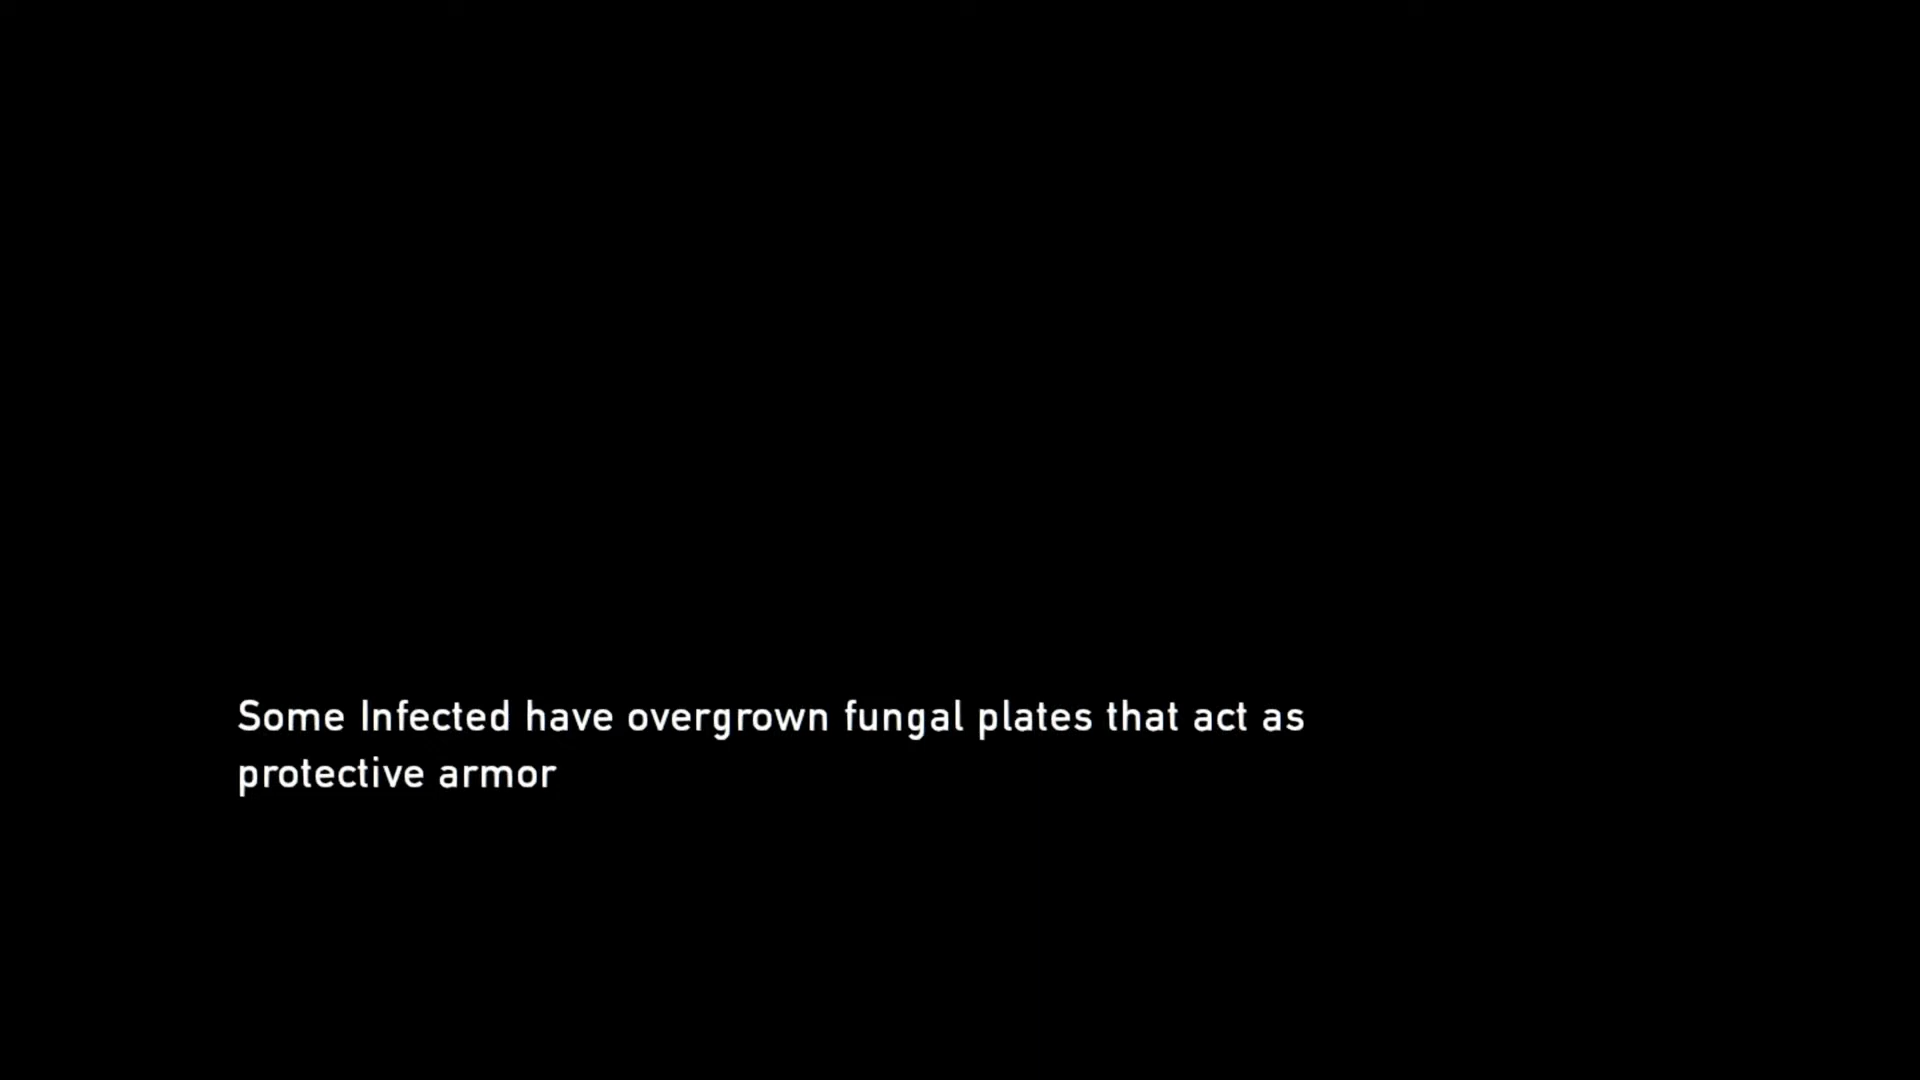 Some Infected have overgrown fungal plates that act as
protective armor